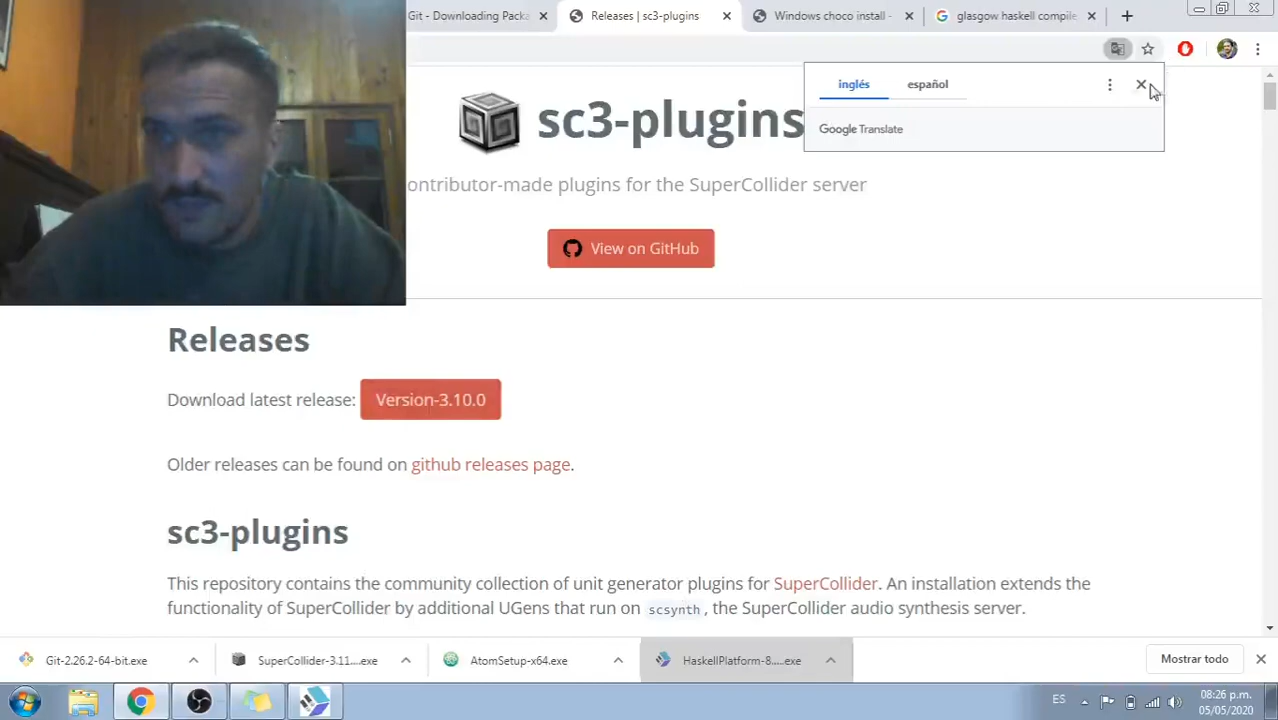 Git - Downloading Packa
Releases | sc3-plugins
Windows choco install -
glasgow haskell compile
inglés español
Google Translate
sc3-plugins
ontributor-made plugins for the SuperCollider server
View on GitHub
Releases
Download latest release: Version-3.10.0
Older releases can be found on github releases page.
sc3-plugins
This repository contains the community collection of unit generator plugins for SuperCollider. An installation extends the
functionality of SuperCollider by additional UGens that run on scsynth, the SuperCollider audio synthesis server.
Git-2.26.2-64-bit.exe
SuperCollider-3.11....exe
AtomSetup-x64.exe
HaskellPlatform-8.....exe
Mostrar todo
ES
08:26 p.m.
05/05/2020